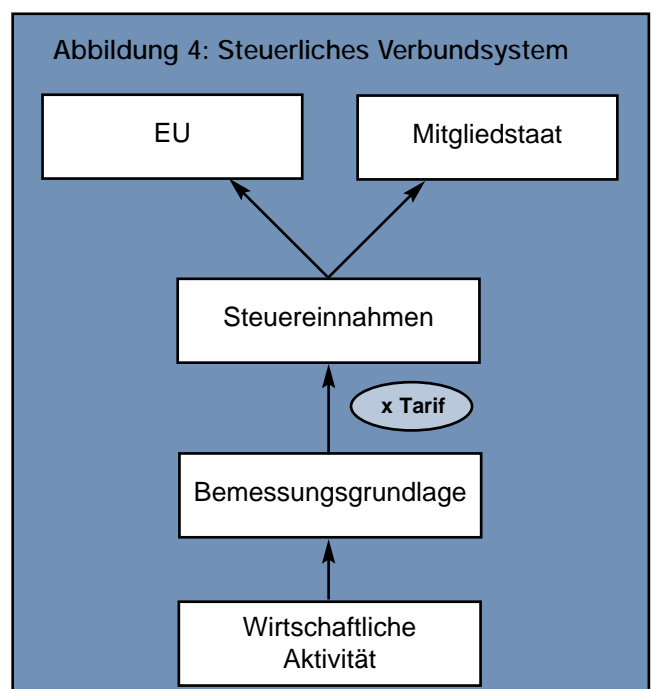 Abbildung 4: Steuerliches Verbundsystem
EU
Mitgliedstaat
Steuereinnahmen
x Tarif
Bemessungsgrundlage
Wirtschaftliche
Aktivität